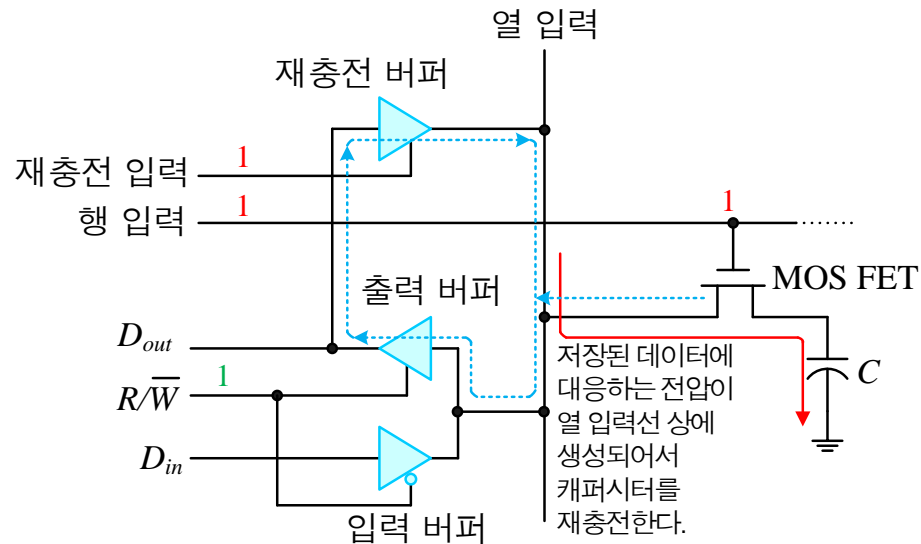 열 입력
재충전 버퍼
재충전 입력
1
행 입력
1
1
MOS FET
출력 버퍼
D_out
R/W̅
1
D_in
입력 버퍼
저장된 데이터에
대응하는 전압이
열 입력선 상에
생성되어서
캐퍼시터를
재충전한다.
C